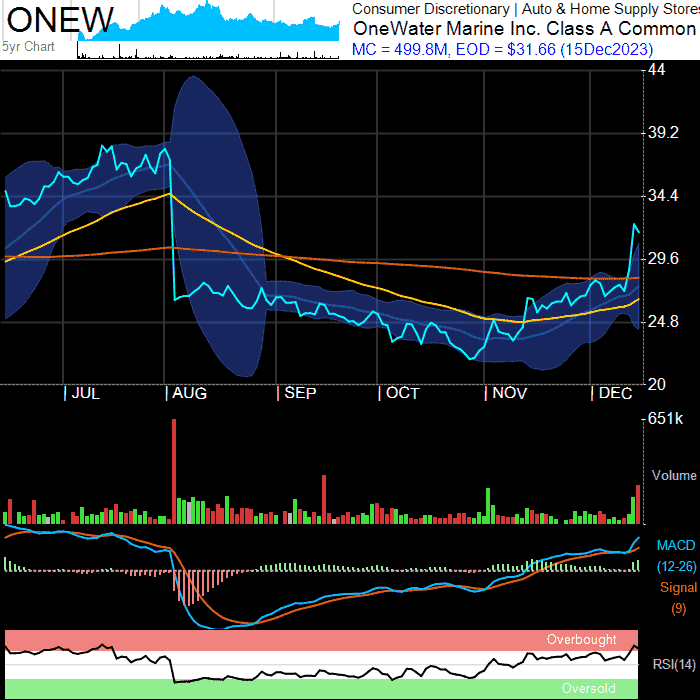 ONEW
5yr Chart
Consumer Discretionary | Auto & Home Supply Stores
OneWater Marine Inc. Class A Common
MC = 499.8M, EOD = $31.66 (15Dec2023)
44
39.2
34.4
29.6
24.8
20
| JUL | AUG | SEP | OCT | NOV | DEC
651k
Volume
MACD
(12-26)
Signal
(9)
Overbought
RSI(14)
Oversold